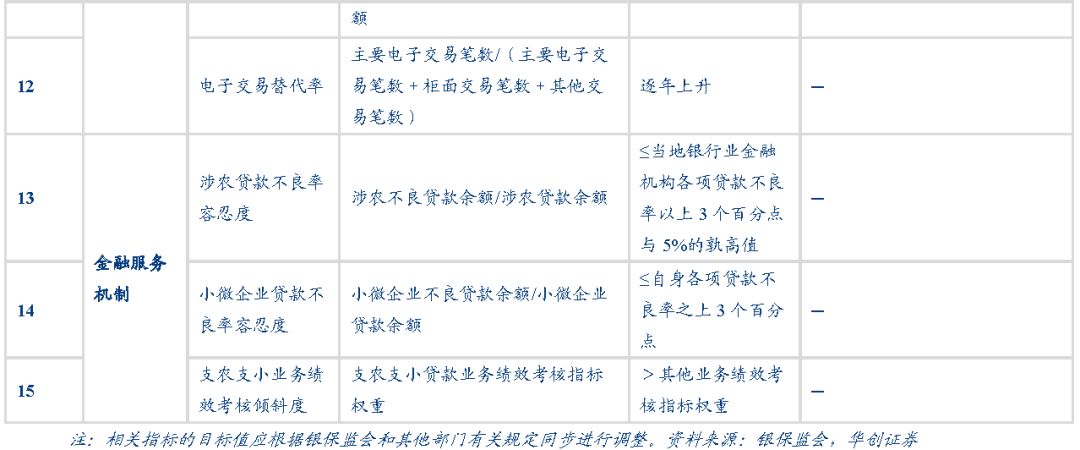 额
12
电子交易替代率
主要电子交易笔数/（主要电子交
易笔数+柜面交易笔数+其他交
易笔数）
逐年上升
—
金融服务
机制
13
涉农贷款不良率
容忍度
涉农不良贷款余额/涉农贷款余额
≤当地银行业金融
机构各项贷款不良
率以上 3 个百分点
与 5%的孰高值
—
14
小微企业贷款不
良率容忍度
小微企业不良贷款余额/小微企业
贷款余额
≤自身各项贷款不
良率之上 3 个百分
点
—
15
支农支小业务绩
效考核倾斜度
支农支小贷款业务绩效考核指标
权重
＞其他业务绩效考
核指标权重
—
注：相关指标的目标值应根据银保监会和其他部门有关规定同步进行调整。资料来源：银保监会，华创证券